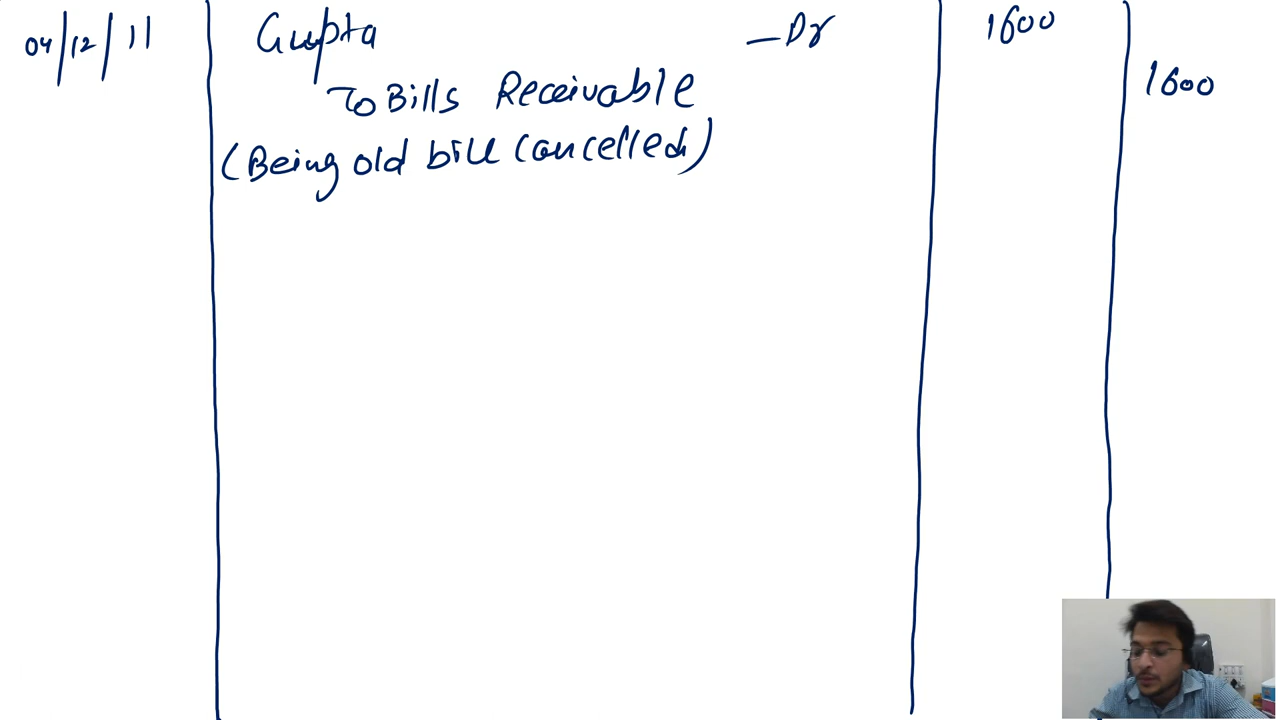 04/12/11 Gupta —Dr 1600
To Bills Receivable 1600
(Being old bill cancelled)